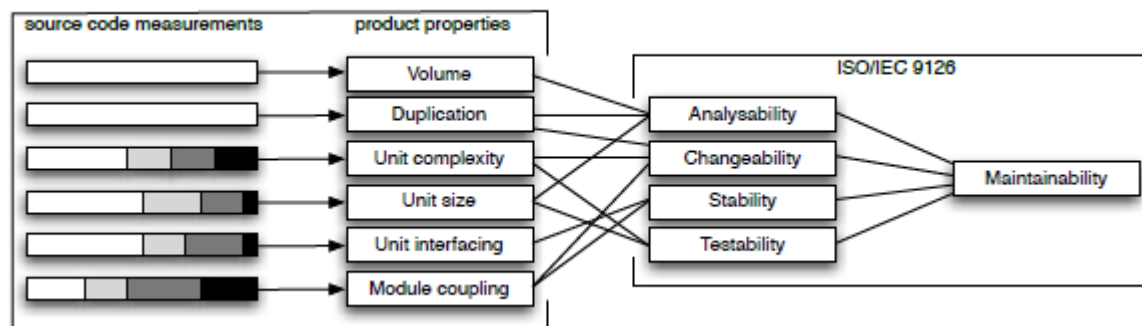 source code measurements
product properties
ISO/IEC 9126
Volume
Duplication
Unit complexity
Unit size
Unit interfacing
Module coupling
Analysability
Changeability
Stability
Testability
Maintainability